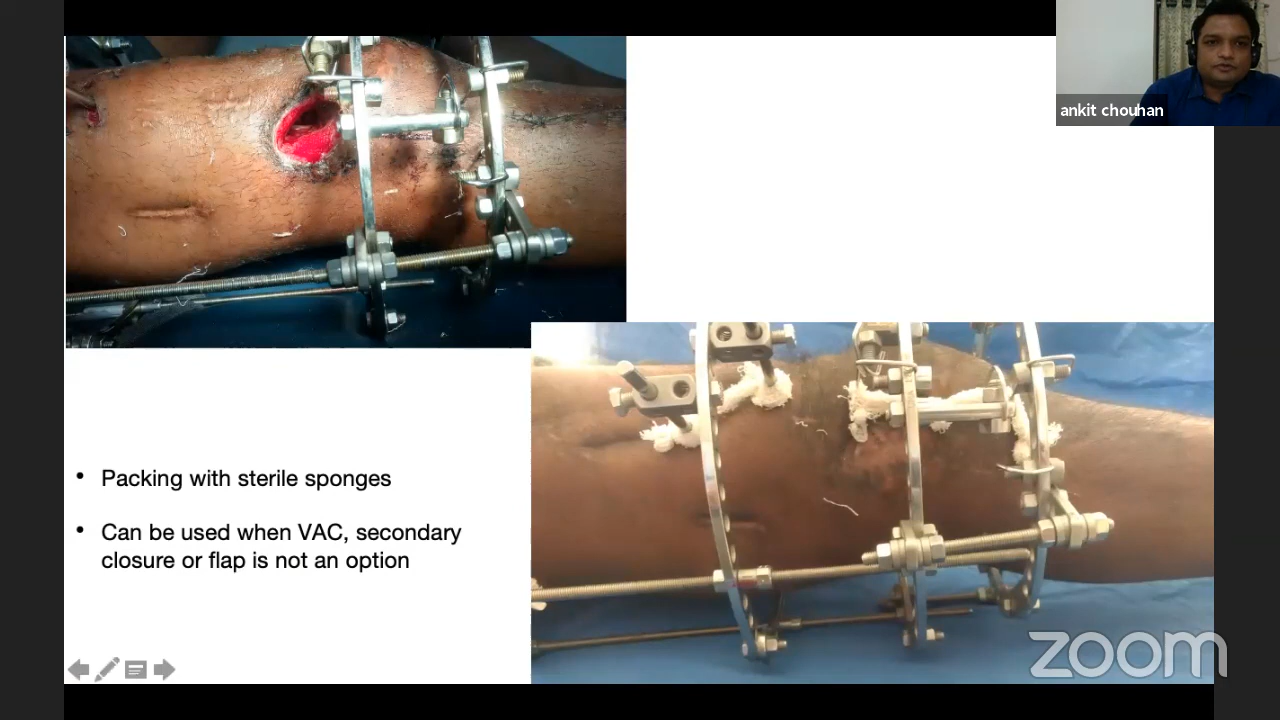 ankit chouhan
• Packing with sterile sponges
• Can be used when VAC, secondary
closure or flap is not an option
zoom